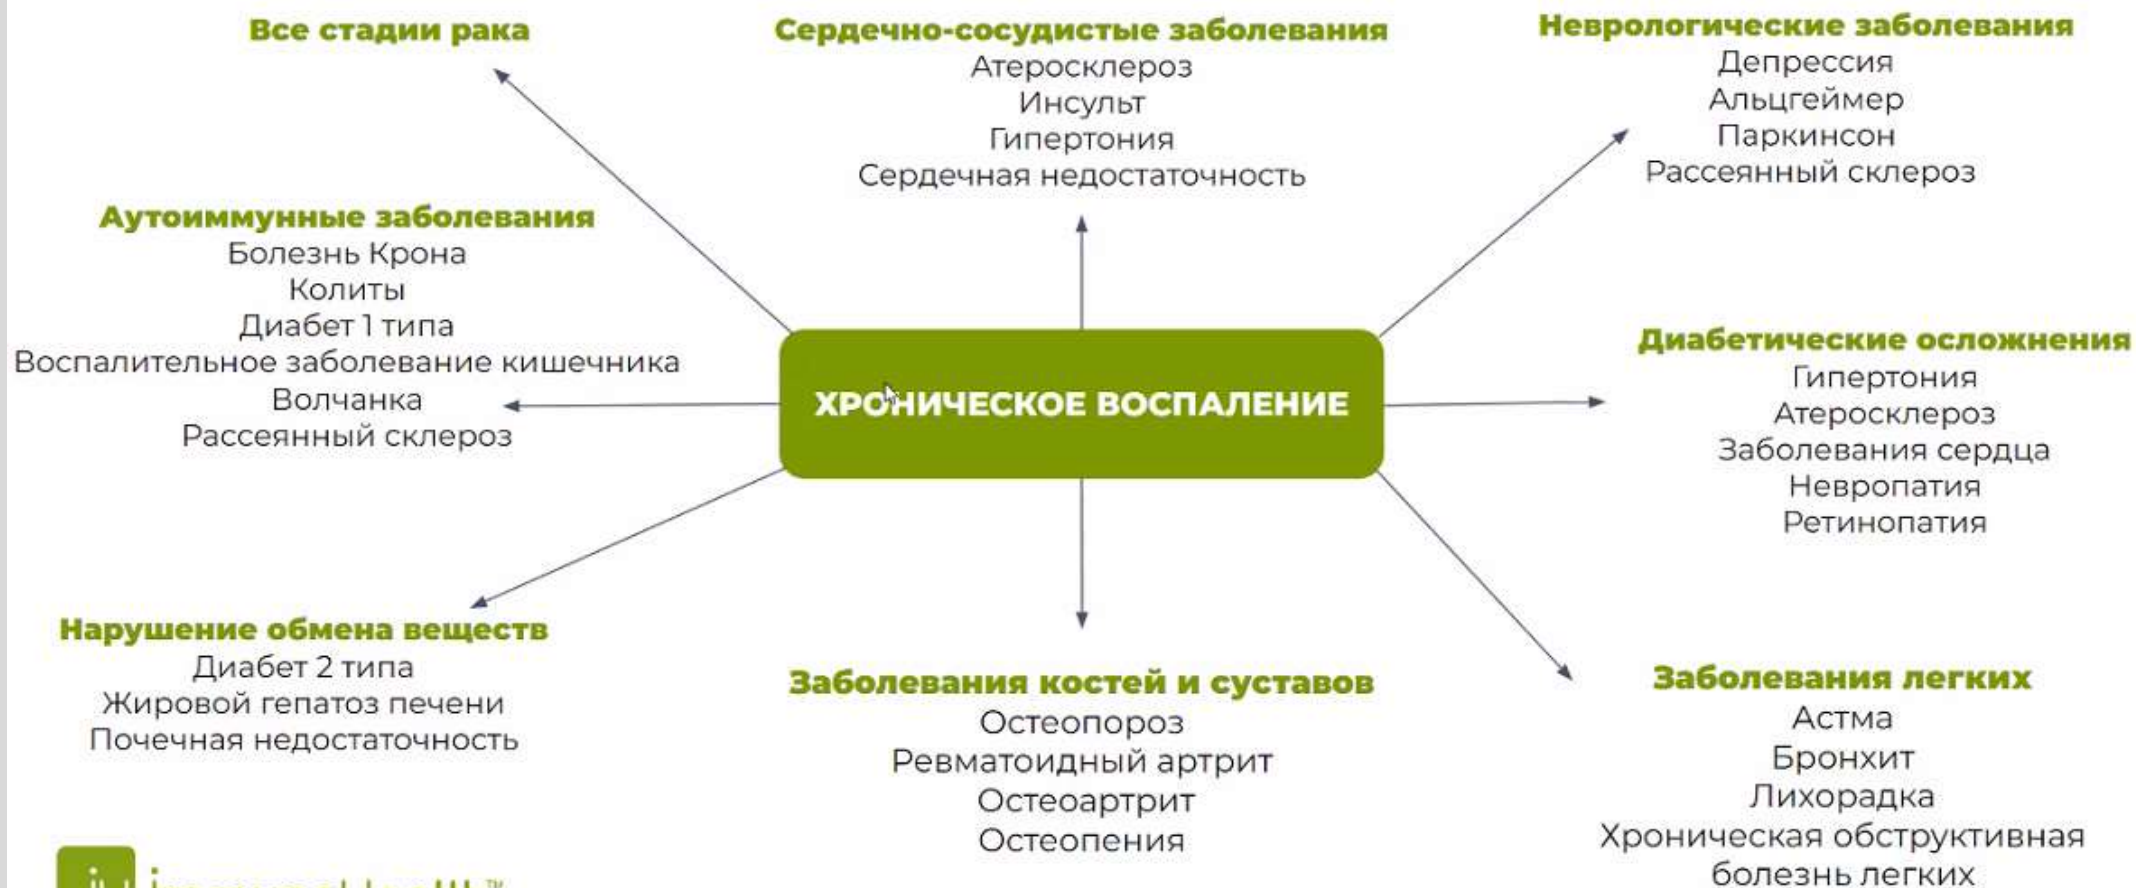 Все стадии рака
Сердечно-сосудистые заболевания
Атеросклероз
Инсульт
Гипертония
Сердечная недостаточность
Неврологические заболевания
Депрессия
Альцгеймер
Паркинсон
Рассеянный склероз
Аутоиммунные заболевания
Болезнь Крона
Колиты
Диабет 1 типа
Воспалительное заболевание кишечника
Волчанка
Рассеянный склероз
ХРОНИЧЕСКОЕ ВОСПАЛЕНИЕ
Диабетические осложнения
Гипертония
Атеросклероз
Заболевания сердца
Невропатия
Ретинопатия
Нарушение обмена веществ
Диабет 2 типа
Жировой гепатоз печени
Почечная недостаточность
Заболевания костей и суставов
Остеопороз
Ревматоидный артрит
Остеоартрит
Остеопения
Заболевания легких
Астма
Бронхит
Лихорадка
Хроническая обструктивная
болезнь легких